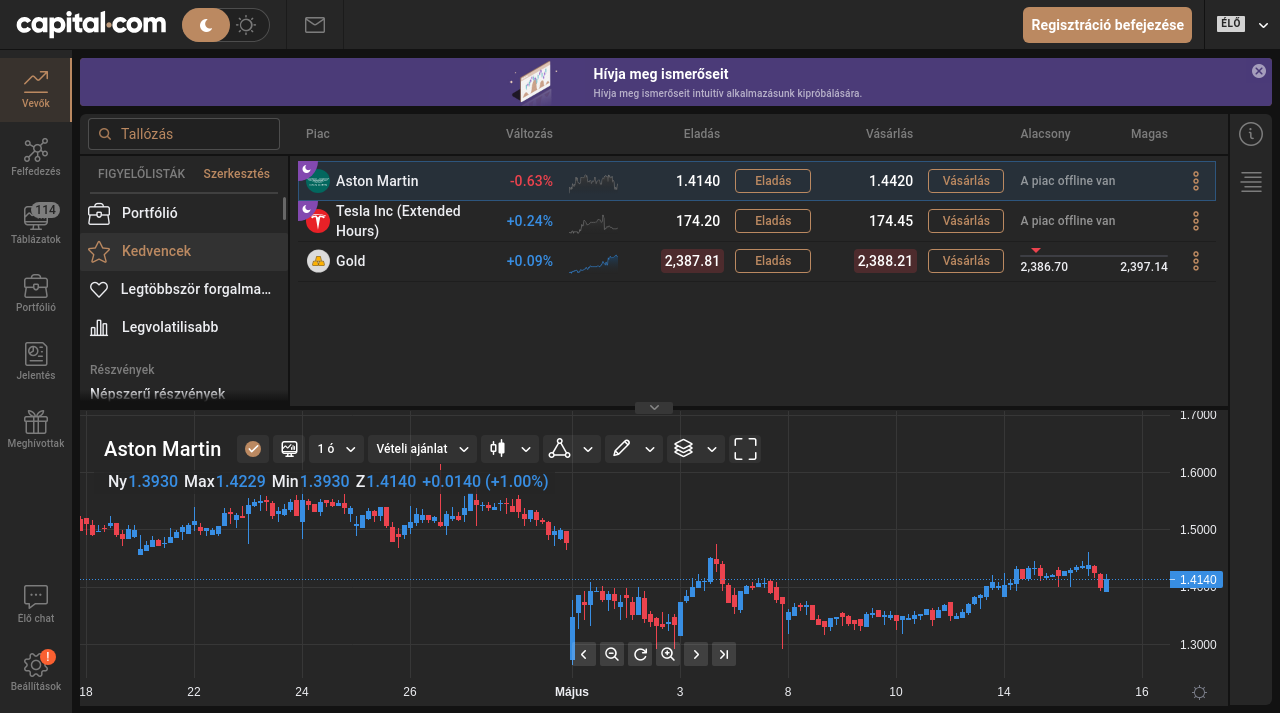 capital.com
Regisztráció befejezése
ÉLŐ
Hívja meg ismerőseit
Hívja meg ismerőseit intuitív alkalmazásunk kipróbálására.
Vevők
Felfedezés
114
Táblázatok
Portfólió
Jelentés
Meghívottak
Élő chat
!
Beállítások
Tallózás
FIGYELŐLISTÁK Szerkesztés
Portfólió
Kedvencek
Legtöbbször forgalma...
Legvolatilisabb
Részvények
Népszerű részvények
Piac Változás Eladás Vásárlás Alacsony Magas
Aston Martin -0.63% 1.4140 Eladás 1.4420 Vásárlás A piac offline van
Tesla Inc (Extended
Hours) +0.24% 174.20 Eladás 174.45 Vásárlás A piac offline van
Gold +0.09% 2,387.81 Eladás 2,388.21 Vásárlás 2,386.70 2,397.14
Aston Martin 1 ó Vételi ajánlat
Ny 1.3930 Max 1.4229 Min 1.3930 Z 1.4140 +0.0140 (+1.00%)
1.7000
1.6000
1.5000
1.4140
1.4000
1.3000
18 22 24 26 Május 3 8 10 14 16